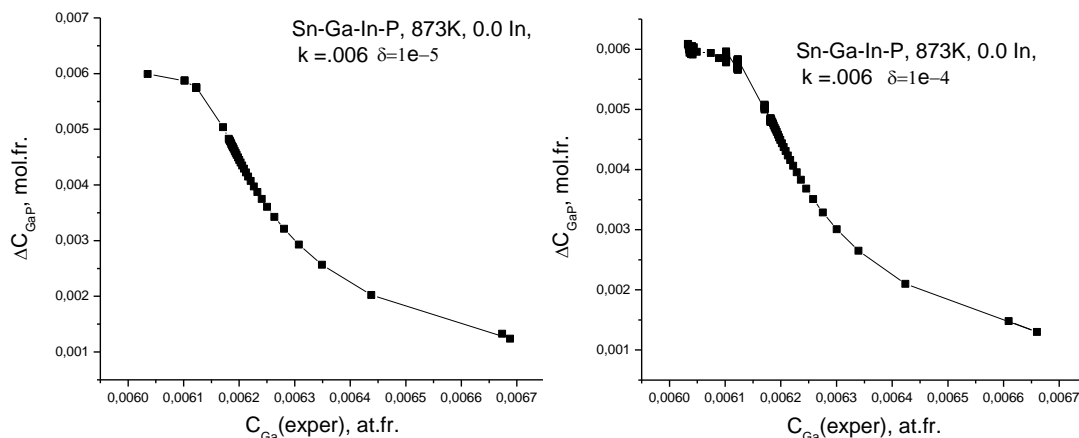 0,007
0,006
0,005
0,004
0,003
0,002
0,001
ΔC_GaP, mol.fr.
Sn-Ga-In-P, 873K, 0.0 In,
k =.006 δ=1e−5
0,0060 0,0061 0,0062 0,0063 0,0064 0,0065 0,0066 0,0067
C_Ga(exper), at.fr.
0,006
0,005
0,004
0,003
0,002
0,001
ΔC_GaP, mol.fr.
Sn-Ga-In-P, 873K, 0.0 In,
k =.006 δ=1e−4
0,0060 0,0061 0,0062 0,0063 0,0064 0,0065 0,0066 0,0067
C_Ga(exper), at.fr.